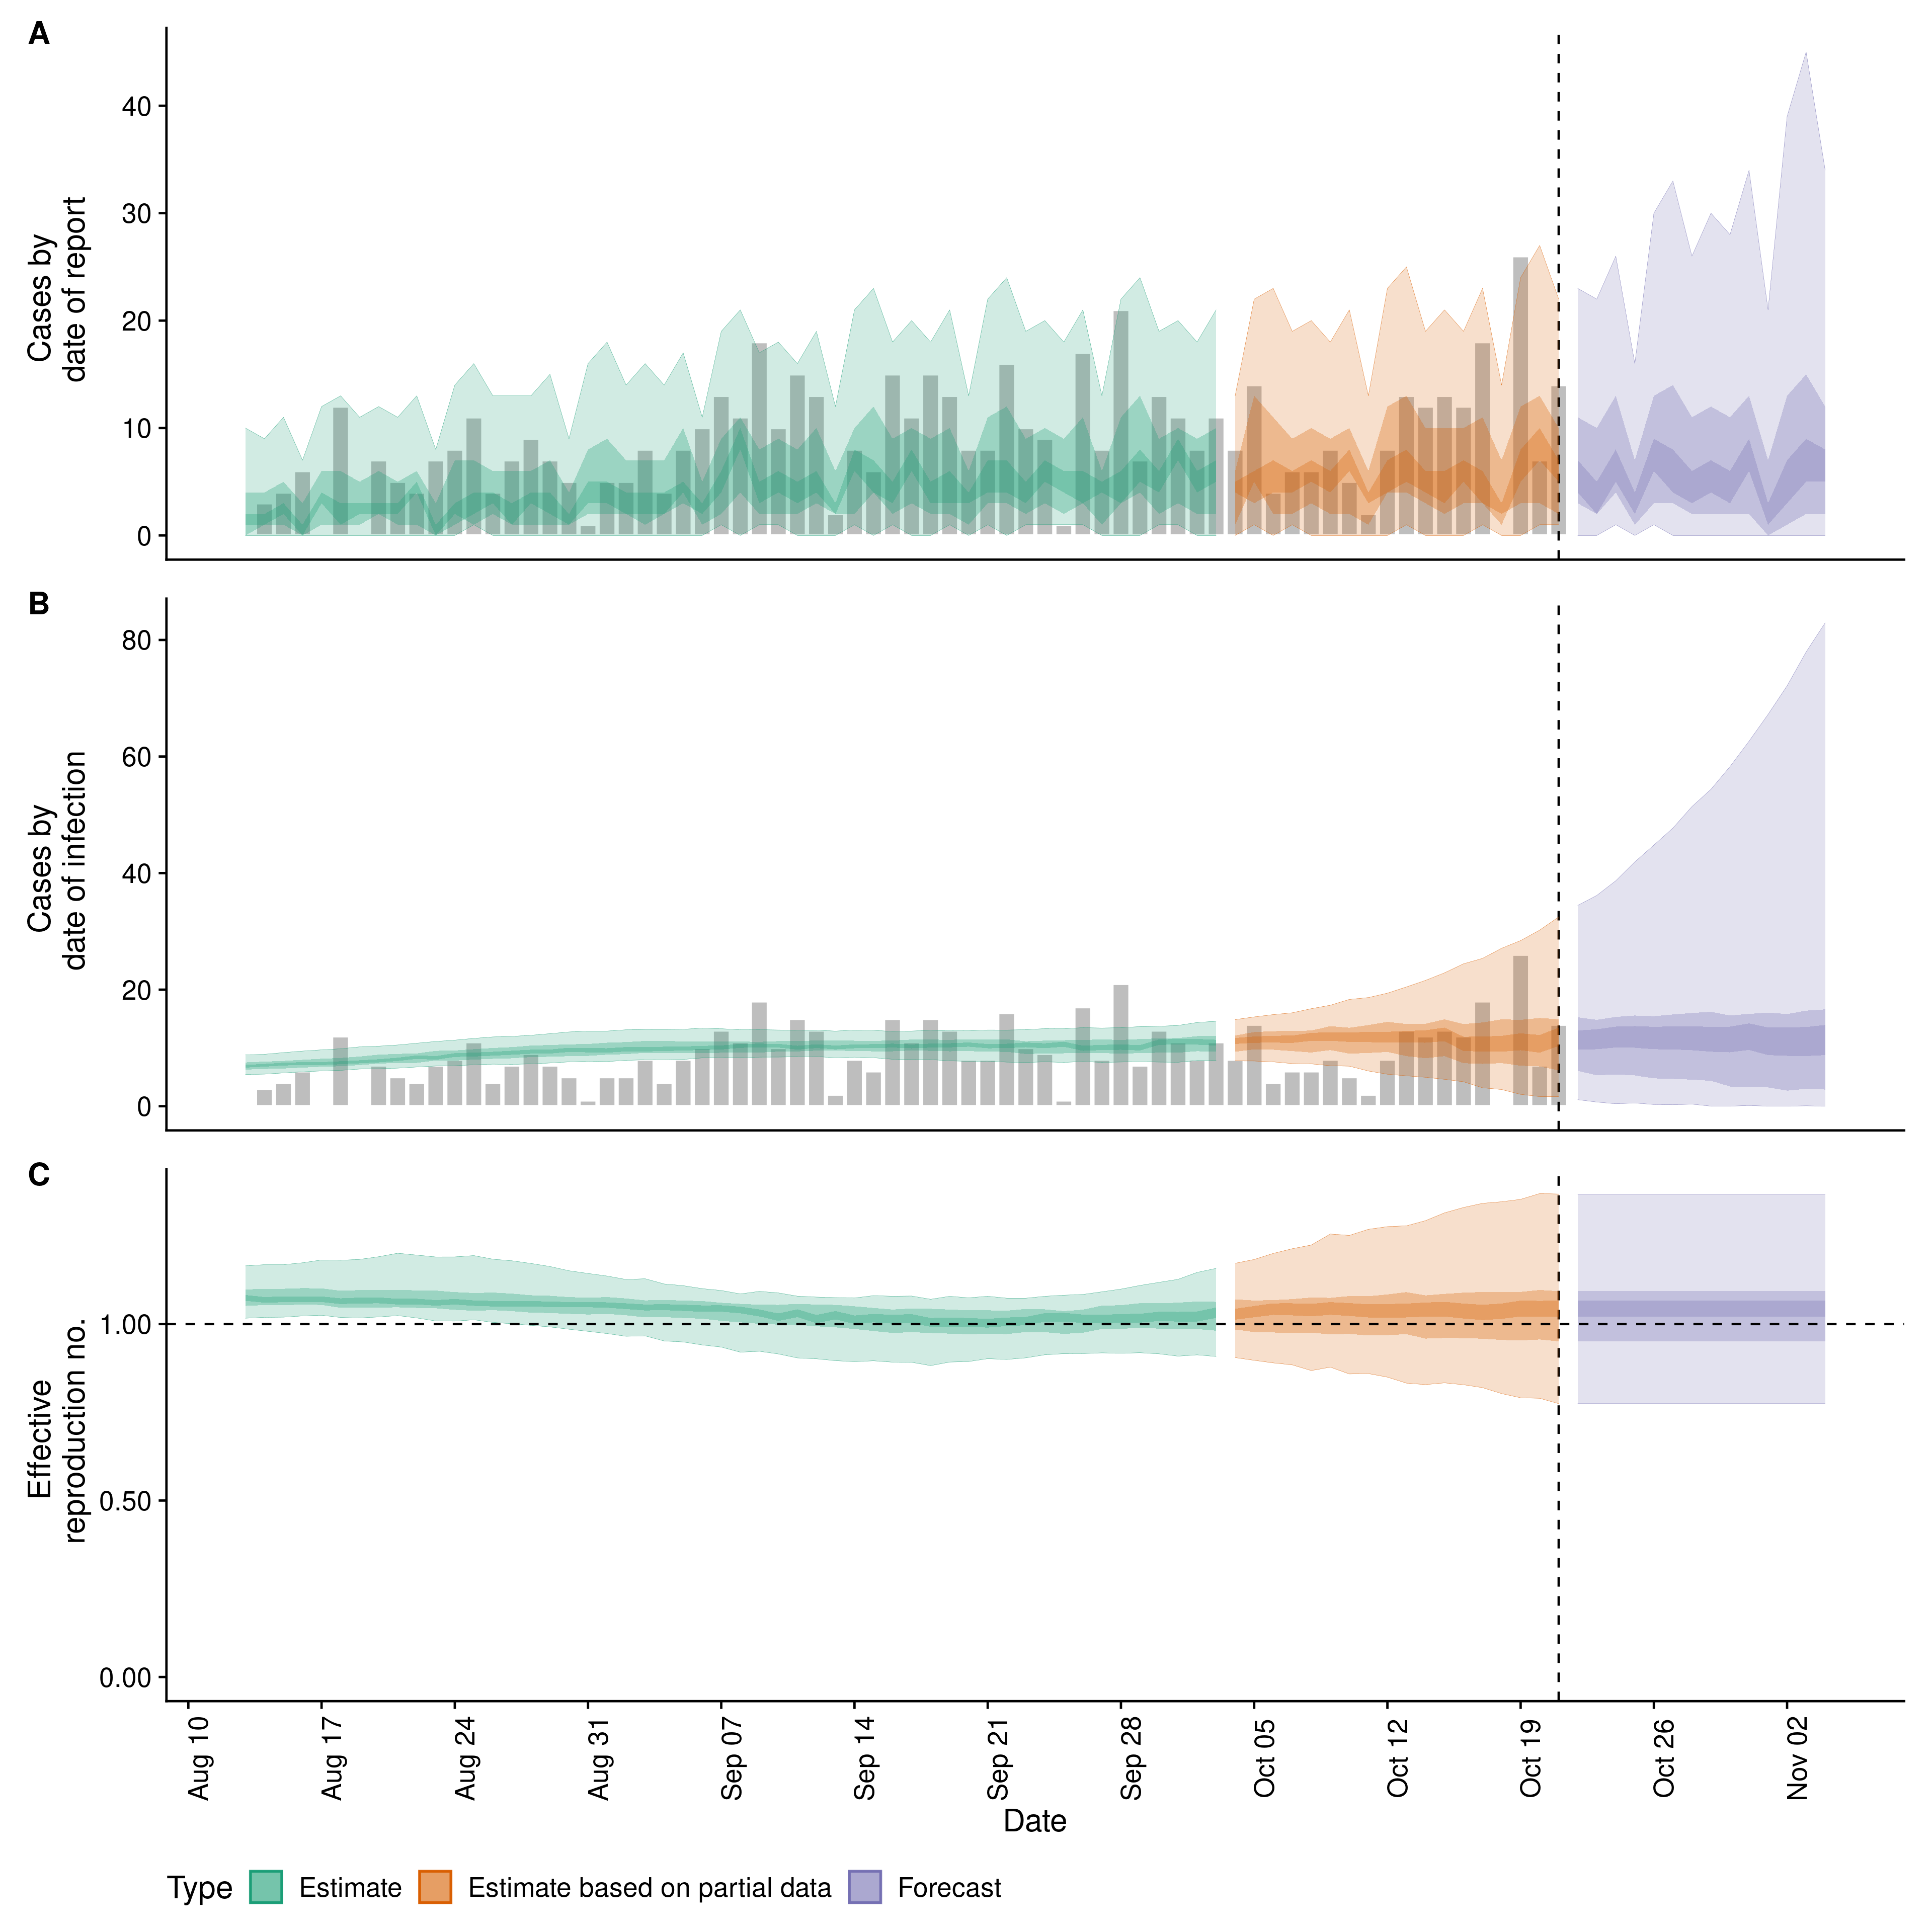 A
Cases by
date of report
40
30
20
10
0
B
Cases by
date of infection
80
60
40
20
0
C
Effective
reproduction no.
1.00
0.50
0.00
Aug 10
Aug 17
Aug 24
Aug 31
Sep 07
Sep 14
Sep 21
Sep 28
Oct 05
Oct 12
Oct 19
Oct 26
Nov 02
Date
Type Estimate Estimate based on partial data Forecast